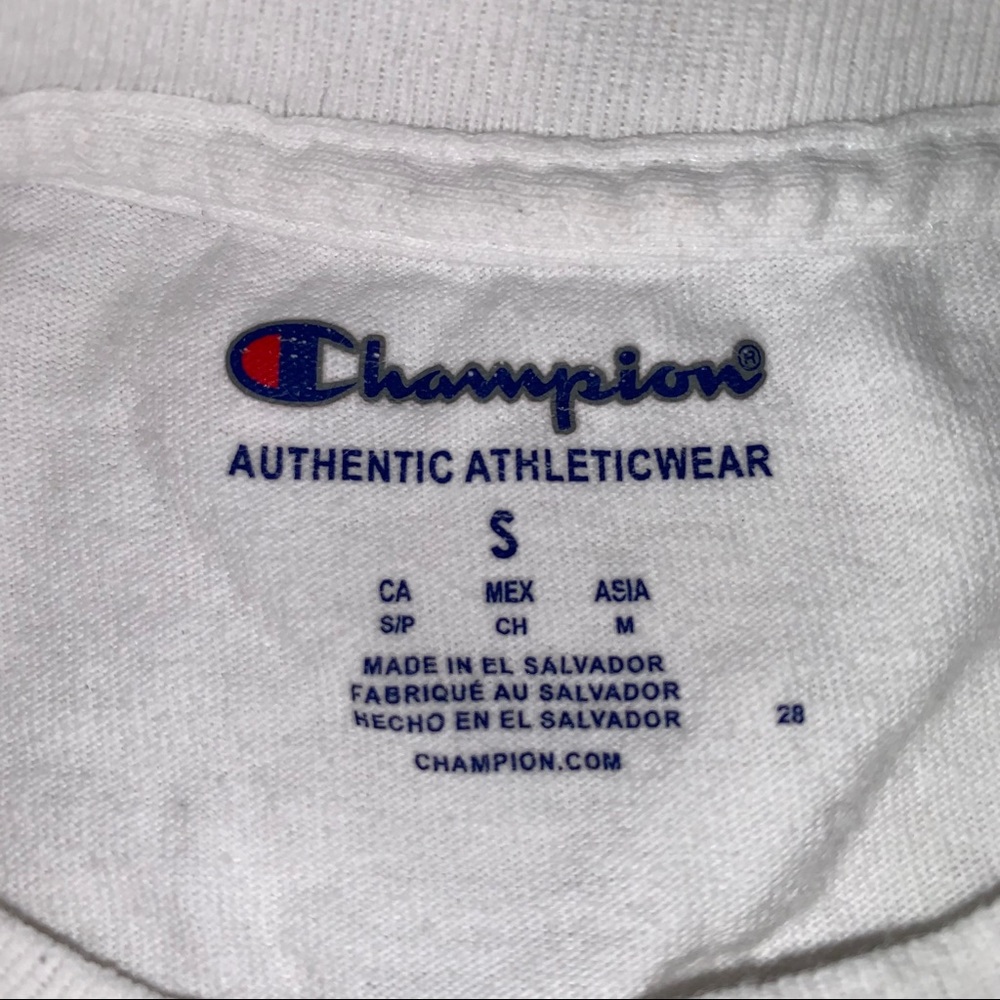 Champion®
AUTHENTIC ATHLETICWEAR
S
CA MEX ASIA
S/P CH M
MADE IN EL SALVADOR
FABRIQUÉ AU SALVADOR
HECHO EN EL SALVADOR 28
CHAMPION.COM